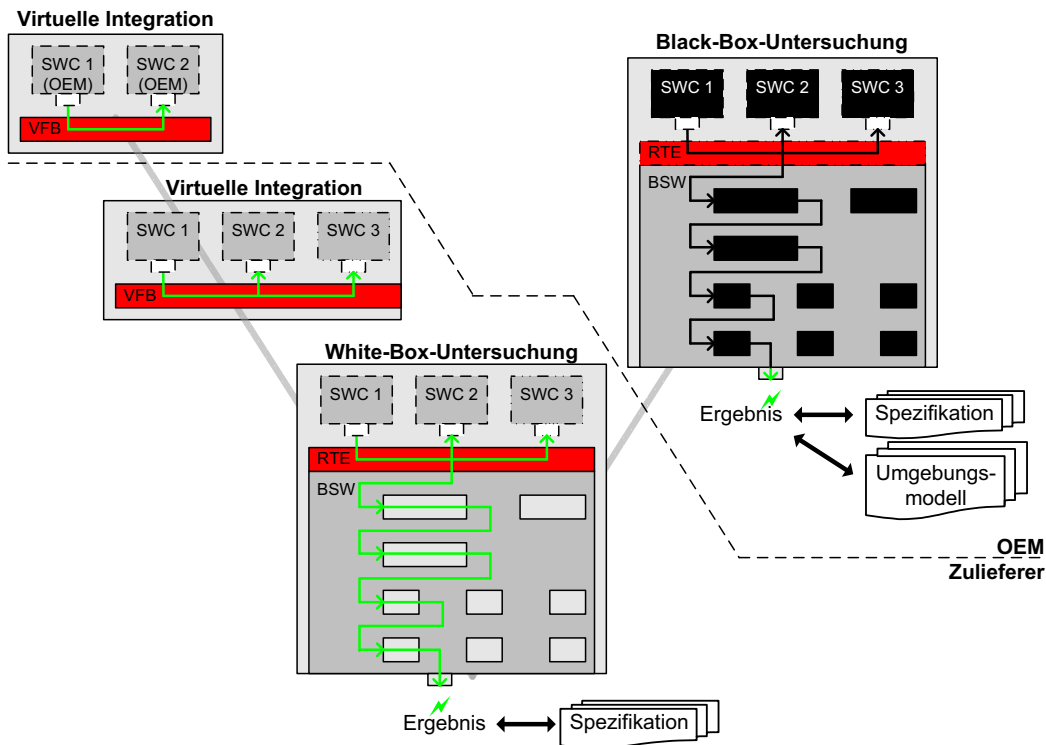 Virtuelle Integration
SWC 1
(OEM)
SWC 2
(OEM)
VFB
Virtuelle Integration
SWC 1
SWC 2
SWC 3
VFB
White-Box-Untersuchung
SWC 1
SWC 2
SWC 3
RTE
BSW
Ergebnis
Spezifikation
Black-Box-Untersuchung
SWC 1
SWC 2
SWC 3
RTE
BSW
Ergebnis
Spezifikation
Umgebungs-
modell
OEM
Zulieferer